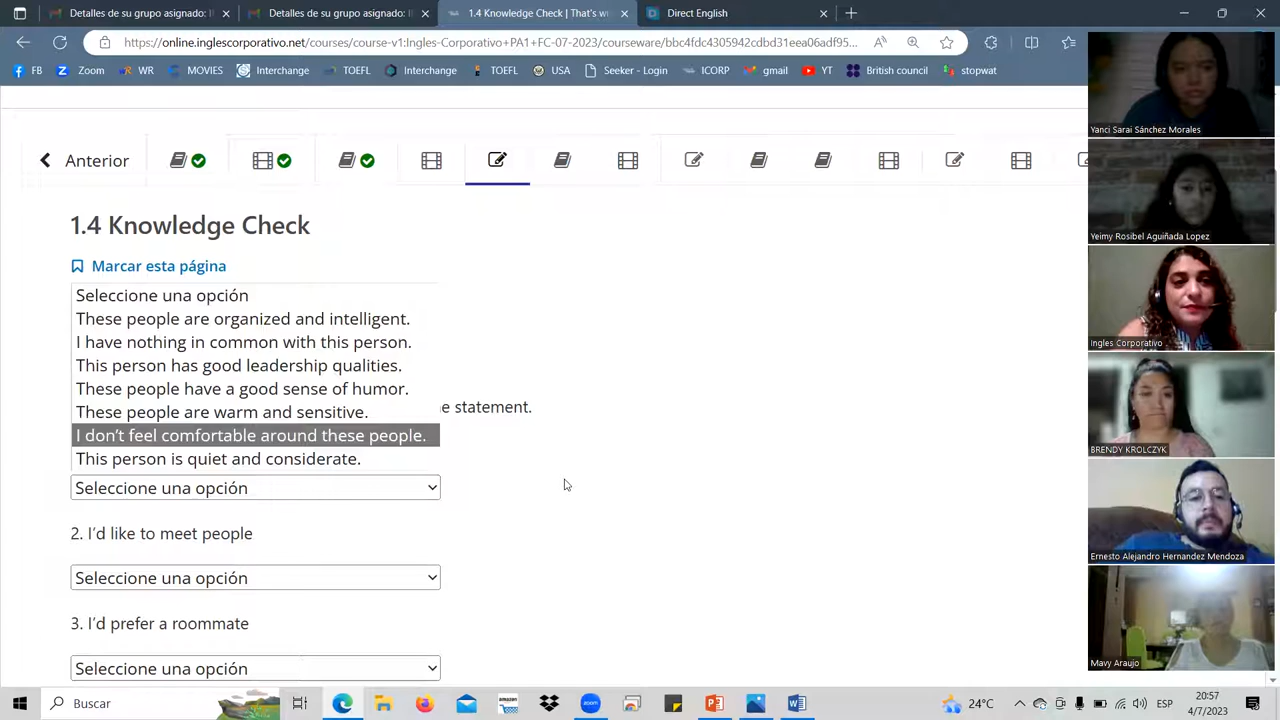 Detalles de su grupo asignado: I
Detalles de su grupo asignado: I
1.4 Knowledge Check | That's w
Direct English
https://online.inglescorporativo.net/courses/course-v1:Ingles-Corporativo+PA1+FC-07-2023/courseware/bbc4fdc4305942cdbd31eea06adf95...
FB
Zoom
WR
MOVIES
Interchange
TOEFL
Interchange
TOEFL
USA
Seeker - Login
ICORP
gmail
YT
British council
stopwat
Anterior
1.4 Knowledge Check
Marcar esta página
Seleccione una opción
These people are organized and intelligent.
I have nothing in common with this person.
This person has good leadership qualities.
These people have a good sense of humor.
These people are warm and sensitive.
e statement.
I don't feel comfortable around these people.
This person is quiet and considerate.
Seleccione una opción
2. I'd like to meet people
Seleccione una opción
3. I'd prefer a roommate
Seleccione una opción
Yanci Sarai Sánchez Morales
Yeimy Rosibel Aguiñada Lopez
Ingles Corporativo
BRENDY KROLCZYK
Ernesto Alejandro Hernandez Mendoza
Mavy Araujo
Buscar
24°C
ESP
20:57
4/7/2023